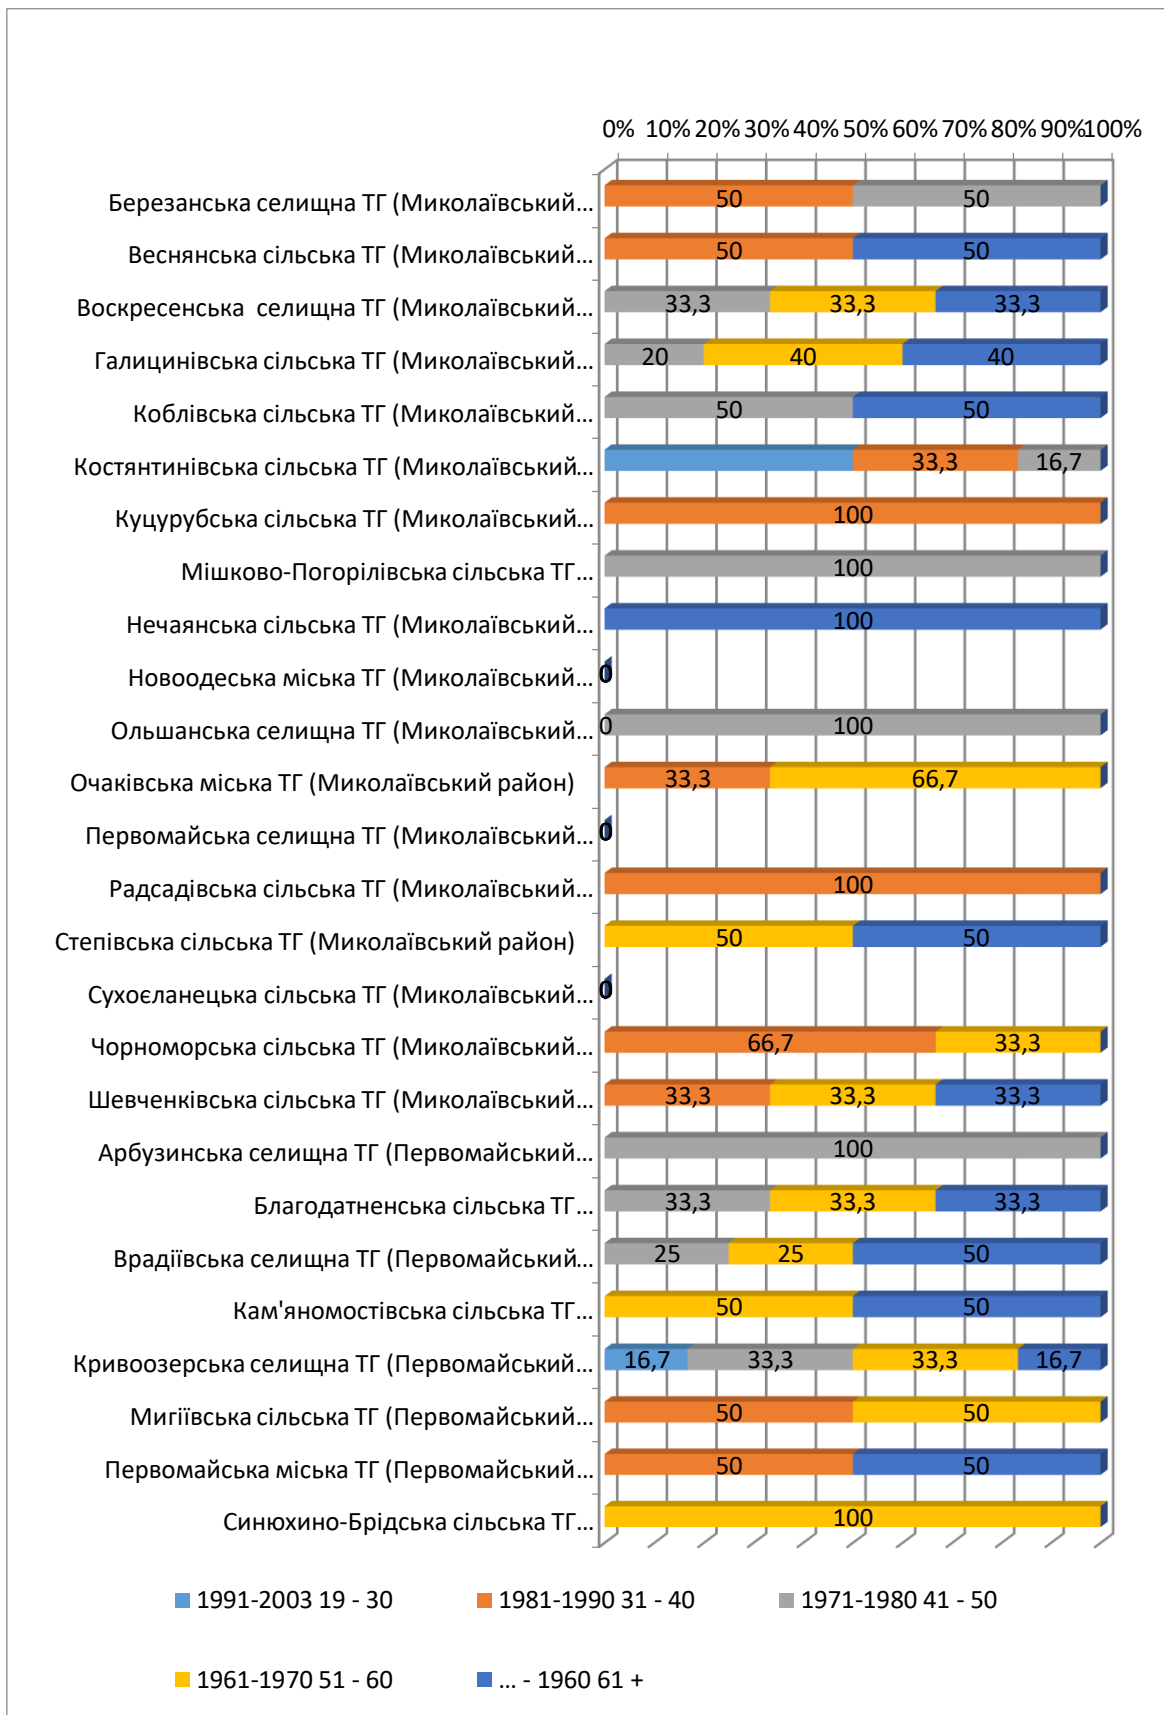 0% 10% 20% 30% 40% 50% 60% 70% 80% 90% 100%
Березанська селищна ТГ (Миколаївський... 50 50
Веснянська сільська ТГ (Миколаївський... 50 50
Воскресенська  селищна ТГ (Миколаївський... 33,3 33,3 33,3
Галицинівська сільська ТГ (Миколаївський... 20 40 40
Коблівська сільська ТГ (Миколаївський... 50 50
Костянтинівська сільська ТГ (Миколаївський... 33,3 16,7
Куцурубська сільська ТГ (Миколаївський... 100
Мішково-Погорілівська сільська ТГ... 100
Нечаянська сільська ТГ (Миколаївський... 100
Новоодеська міська ТГ (Миколаївський... 0
Ольшанська селищна ТГ (Миколаївський... 0 100
Очаківська міська ТГ (Миколаївський район) 33,3 66,7
Первомайська селищна ТГ (Миколаївський... 0
Радсадівська сільська ТГ (Миколаївський... 100
Степівська сільська ТГ (Миколаївський район) 50 50
Сухоєланецька сільська ТГ (Миколаївський... 0
Чорноморська сільська ТГ (Миколаївський... 66,7 33,3
Шевченківська сільська ТГ (Миколаївський... 33,3 33,3 33,3
Арбузинська селищна ТГ (Первомайський... 100
Благодатненська сільська ТГ... 33,3 33,3 33,3
Врадіївська селищна ТГ (Первомайський... 25 25 50
Кам'яномостівська сільська ТГ... 50 50
Кривоозерська селищна ТГ (Первомайський... 16,7 33,3 33,3 16,7
Мигіївська сільська ТГ (Первомайський... 50 50
Первомайська міська ТГ (Первомайський... 50 50
Синюхино-Брідська сільська ТГ... 100
1991-2003 19 - 30 1981-1990 31 - 40 1971-1980 41 - 50
1961-1970 51 - 60 ... - 1960 61 +